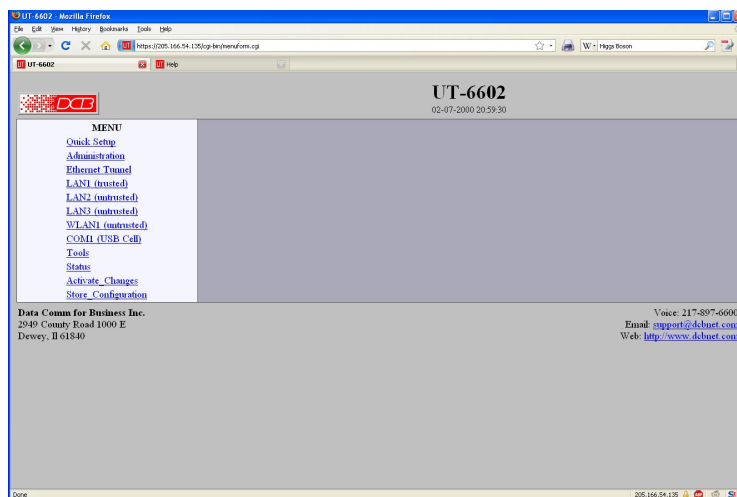 UT-6602 - Mozilla Firefox
File Edit View History Bookmarks Tools Help
https://205.166.54.135/cgi-bin/menuform.cgi
W Higgs Boson
UT UT-6602
UT Help
DCB
UT-6602
02-07-2000 20:59:30
MENU
Quick Setup
Administration
Ethernet Tunnel
LAN1 (trusted)
LAN2 (untrusted)
LAN3 (untrusted)
WLAN1 (untrusted)
COM1 (USB Cell)
Tools
Status
Activate_Changes
Store_Configuration
Data Comm for Business Inc.
2949 County Road 1000 E
Dewey, Il 61840
Voice: 217-897-6600
Email: support@dcbnet.com
Web: http://www.dcbnet.com
Done
205.166.54.135